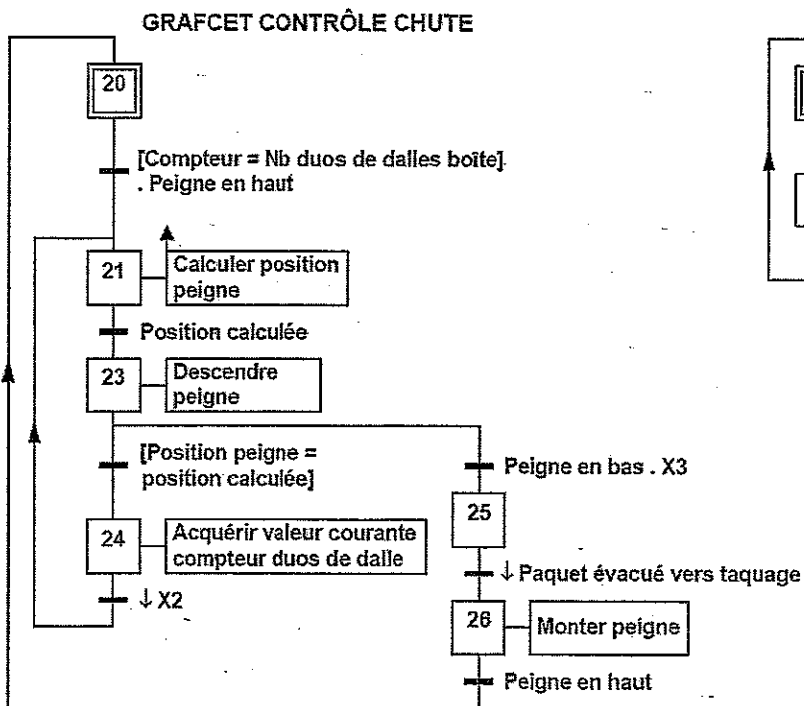 GRAFCET CONTRÔLE CHUTE
20
[Compteur = Nb duos de dalles boîte]
. Peigne en haut
21
Calculer position
peigne
Position calculée
23
Descendre
peigne
[Position peigne =
position calculée]
Peigne en bas . X3
25
24
Acquérir valeur courante
compteur duos de dalle
↓ Paquet évacué vers taquage
↓ X2
26
Monter peigne
Peigne en haut